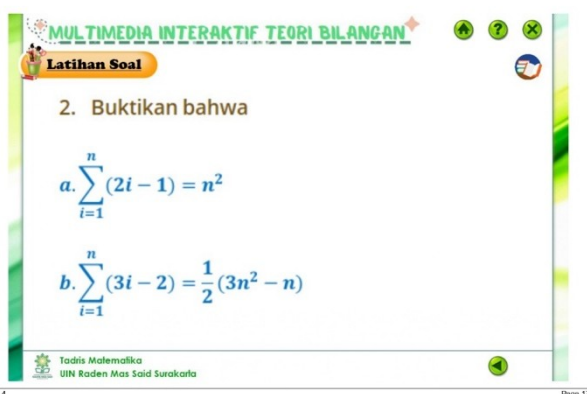 MULTIMEDIA INTERAKTIF TEORI BILANGAN
Latihan Soal
2. Buktikan bahwa
a. ∑_{i=1}^{n} (2i − 1) = n²
b. ∑_{i=1}^{n} (3i − 2) = 1/2 (3n² − n)
Tadris Matematika
UIN Raden Mas Said Surakarta